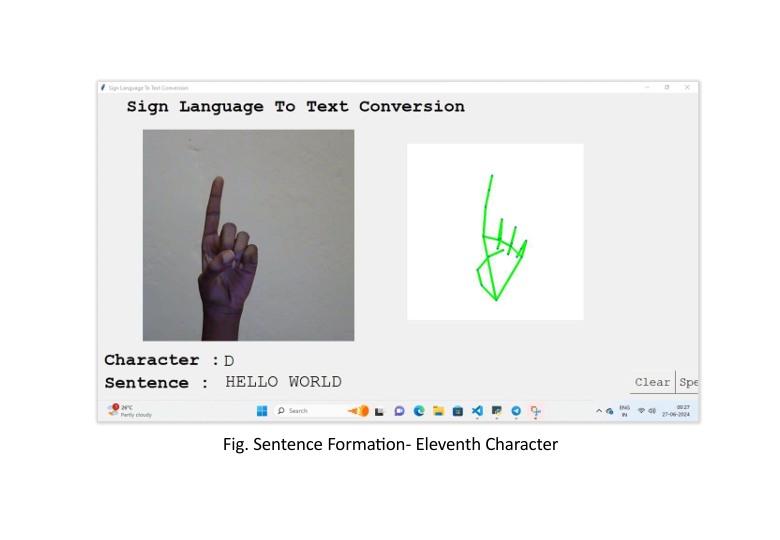 Sign Language To Text Conversion
Sign Language To Text Conversion
Character : D
Sentence : HELLO WORLD
Clear Spe
26°C
Partly cloudy
Search
ENG
IN
00:27
27-06-2024
Fig. Sentence Formation- Eleventh Character